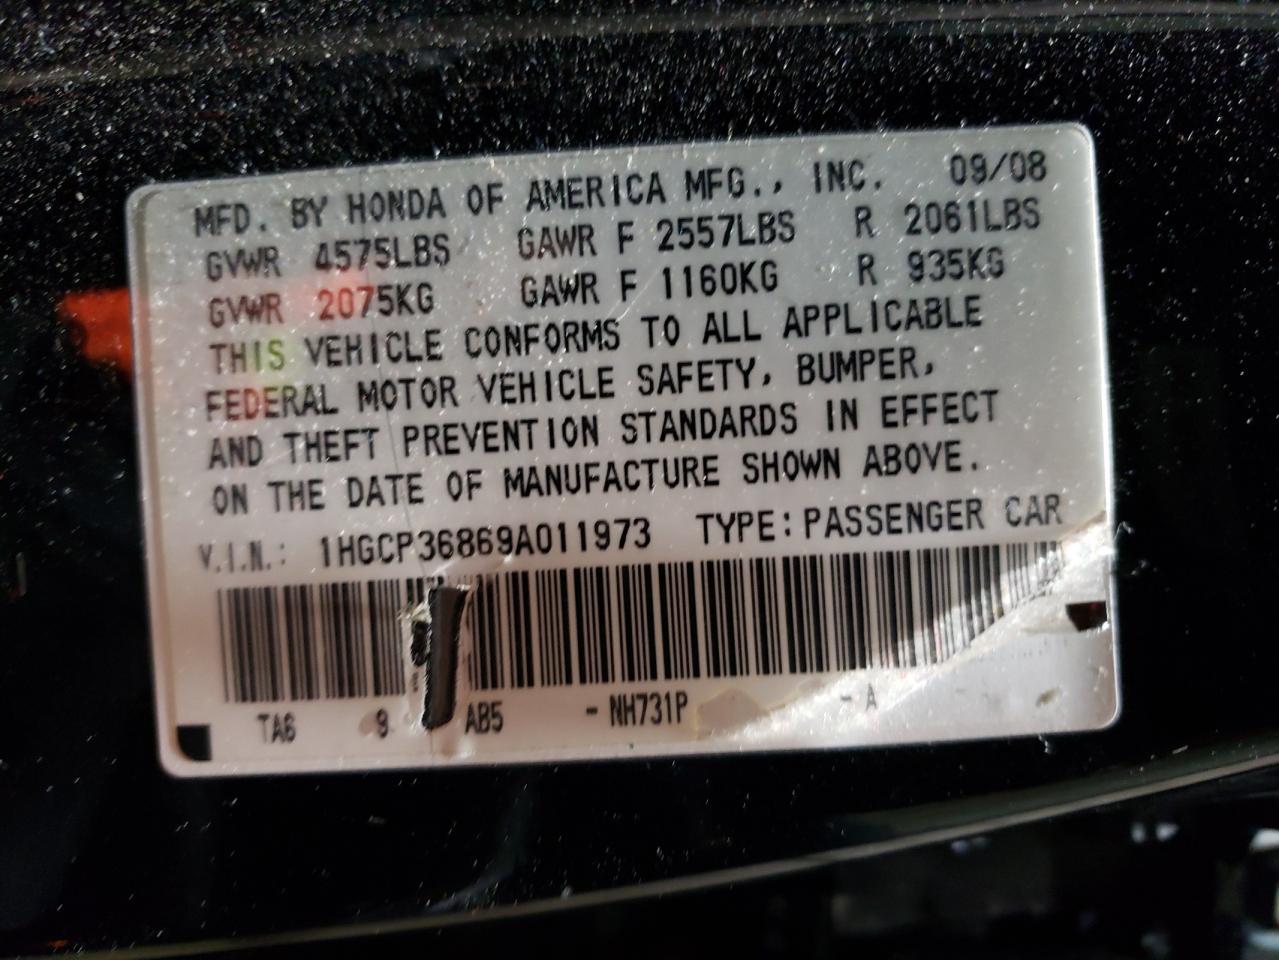 MFD. BY HONDA OF AMERICA MFG., INC. 09/08
GVWR 4575LBS GAWR F 2557LBS R 2061LBS
GVWR 2075KG GAWR F 1160KG R 935KG
THIS VEHICLE CONFORMS TO ALL APPLICABLE
FEDERAL MOTOR VEHICLE SAFETY, BUMPER,
AND THEFT PREVENTION STANDARDS IN EFFECT
ON THE DATE OF MANUFACTURE SHOWN ABOVE.
V.I.N.: 1HGCP36869A011973 TYPE: PASSENGER CAR
TA6 9 AB5 - NH731P - A